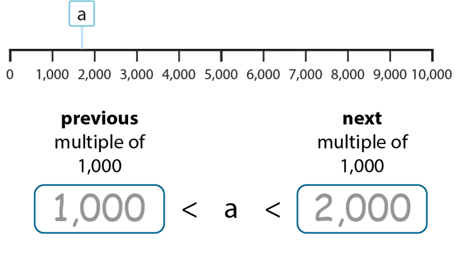 a
0 1,000 2,000 3,000 4,000 5,000 6,000 7,000 8,000 9,000 10,000
previous
multiple of
1,000
next
multiple of
1,000
1,000 < a < 2,000